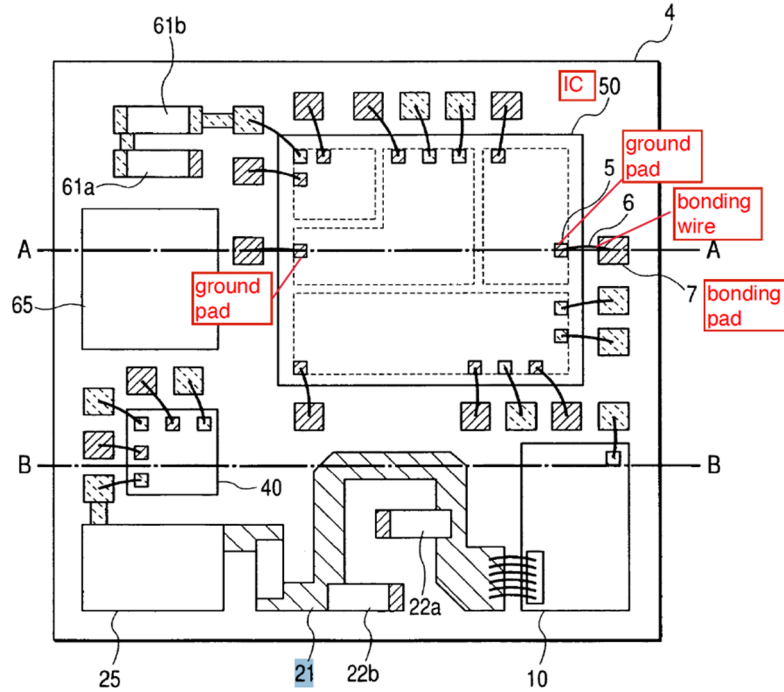 61b
4
IC
50
ground
pad
5
bonding
wire
6
61a
A
A
ground
pad
7
bonding
pad
65
B
B
40
22a
25
21
22b
10